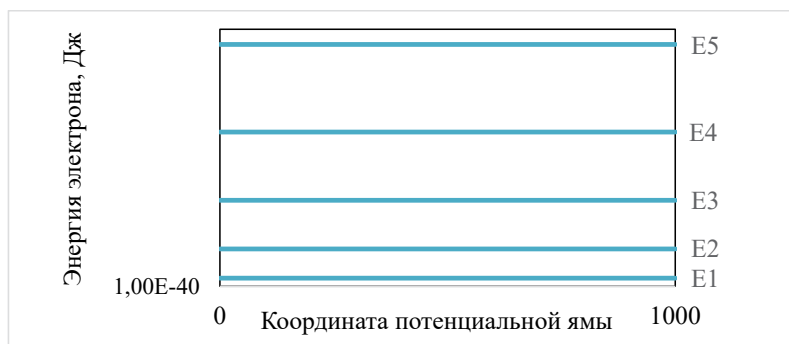 Энергия электрона, Дж
E5
E4
E3
E2
E1
1,00E-40
0
1000
Координата потенциальной ямы